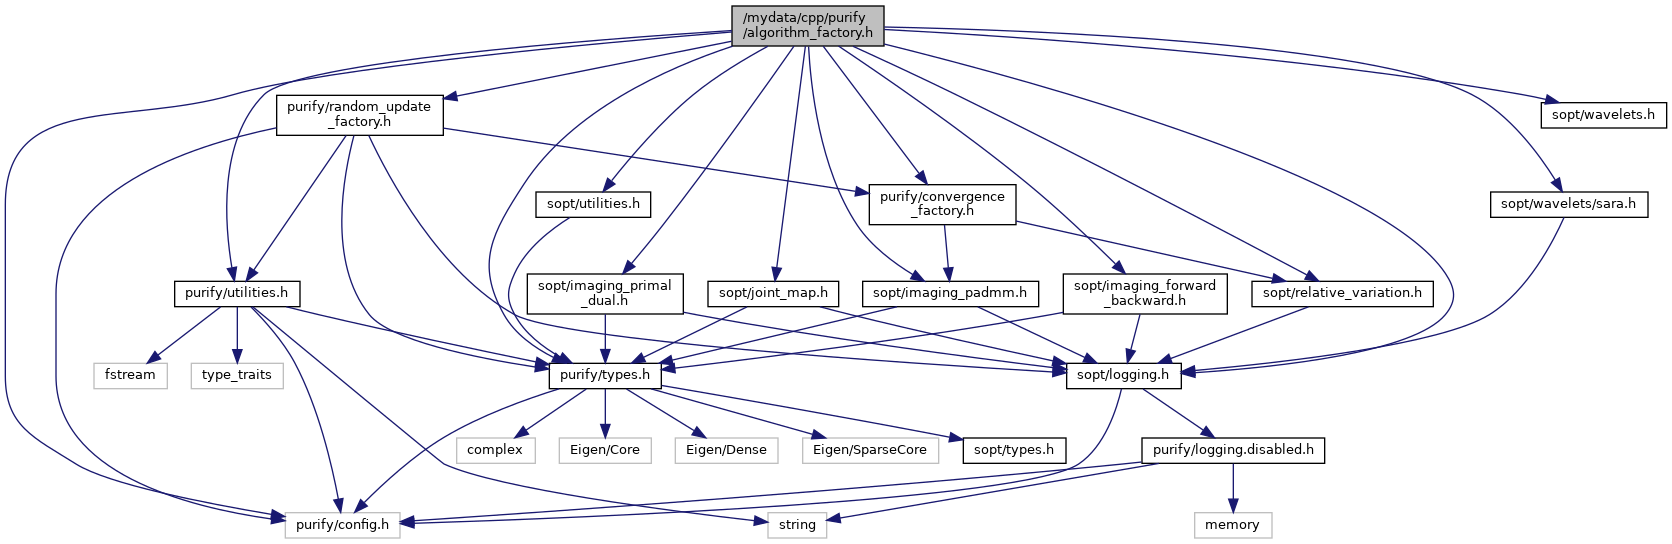 /mydata/cpp/purify
/algorithm_factory.h
purify/random_update
_factory.h
sopt/wavelets.h
sopt/utilities.h
purify/convergence
_factory.h
sopt/wavelets/sara.h
purify/utilities.h
sopt/imaging_primal
_dual.h
sopt/joint_map.h
sopt/imaging_padmm.h
sopt/imaging_forward
_backward.h
sopt/relative_variation.h
fstream
type_traits
purify/types.h
sopt/logging.h
complex
Eigen/Core
Eigen/Dense
Eigen/SparseCore
sopt/types.h
purify/logging.disabled.h
purify/config.h
string
memory